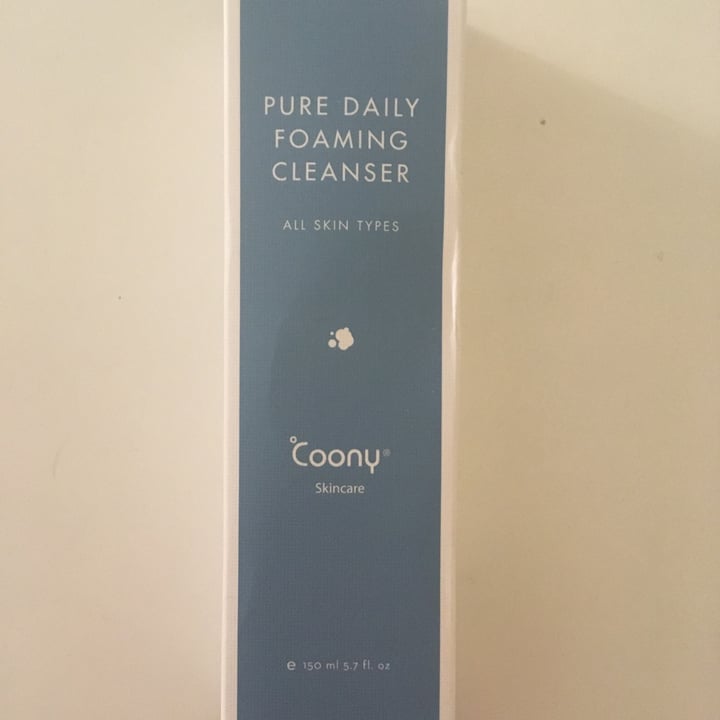 PURE DAILY
FOAMING
CLEANSER
ALL SKIN TYPES
Coony®
Skincare
e 150 ml 5.7 fl. oz